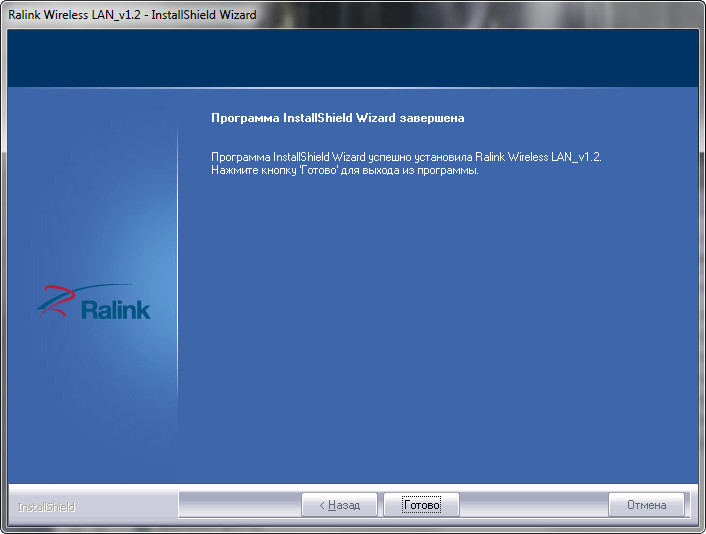 Ralink Wireless LAN_v1.2 - InstallShield Wizard
Программа InstallShield Wizard завершена
Программа InstallShield Wizard успешно установила Ralink Wireless LAN_v1.2.
Нажмите кнопку 'Готово' для выхода из программы.
Ralink
InstallShield
< Назад
Готово
Отмена